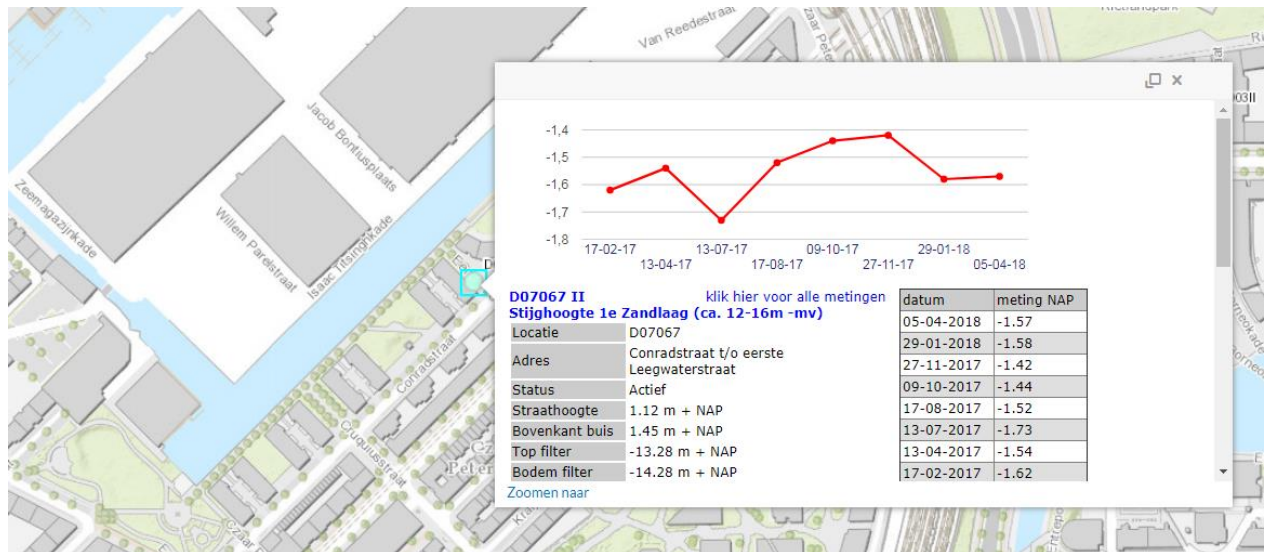 Van Reedestraat
Czaar Peter
Jacob Bontiusplaats
Zeemagazijnkade
Willem Parelstraat
Isaac Titsinghkade
Conradstraat
Cruquiusstraat
Cz
Peter
Czaar
003II
-1,4
-1,5
-1,6
-1,7
-1,8
17-02-17 13-07-17 09-10-17 29-01-18
13-04-17 17-08-17 27-11-17 05-04-18
D07067 II klik hier voor alle metingen
Stijghoogte 1e Zandlaag (ca. 12-16m -mv)
Locatie D07067
Adres Conradstraat t/o eerste
Leegwaterstraat
Status Actief
Straathoogte 1.12 m + NAP
Bovenkant buis 1.45 m + NAP
Top filter -13.28 m + NAP
Bodem filter -14.28 m + NAP
datum meting NAP
05-04-2018 -1.57
29-01-2018 -1.58
27-11-2017 -1.42
09-10-2017 -1.44
17-08-2017 -1.52
13-07-2017 -1.73
13-04-2017 -1.54
17-02-2017 -1.62
Zoomen naar